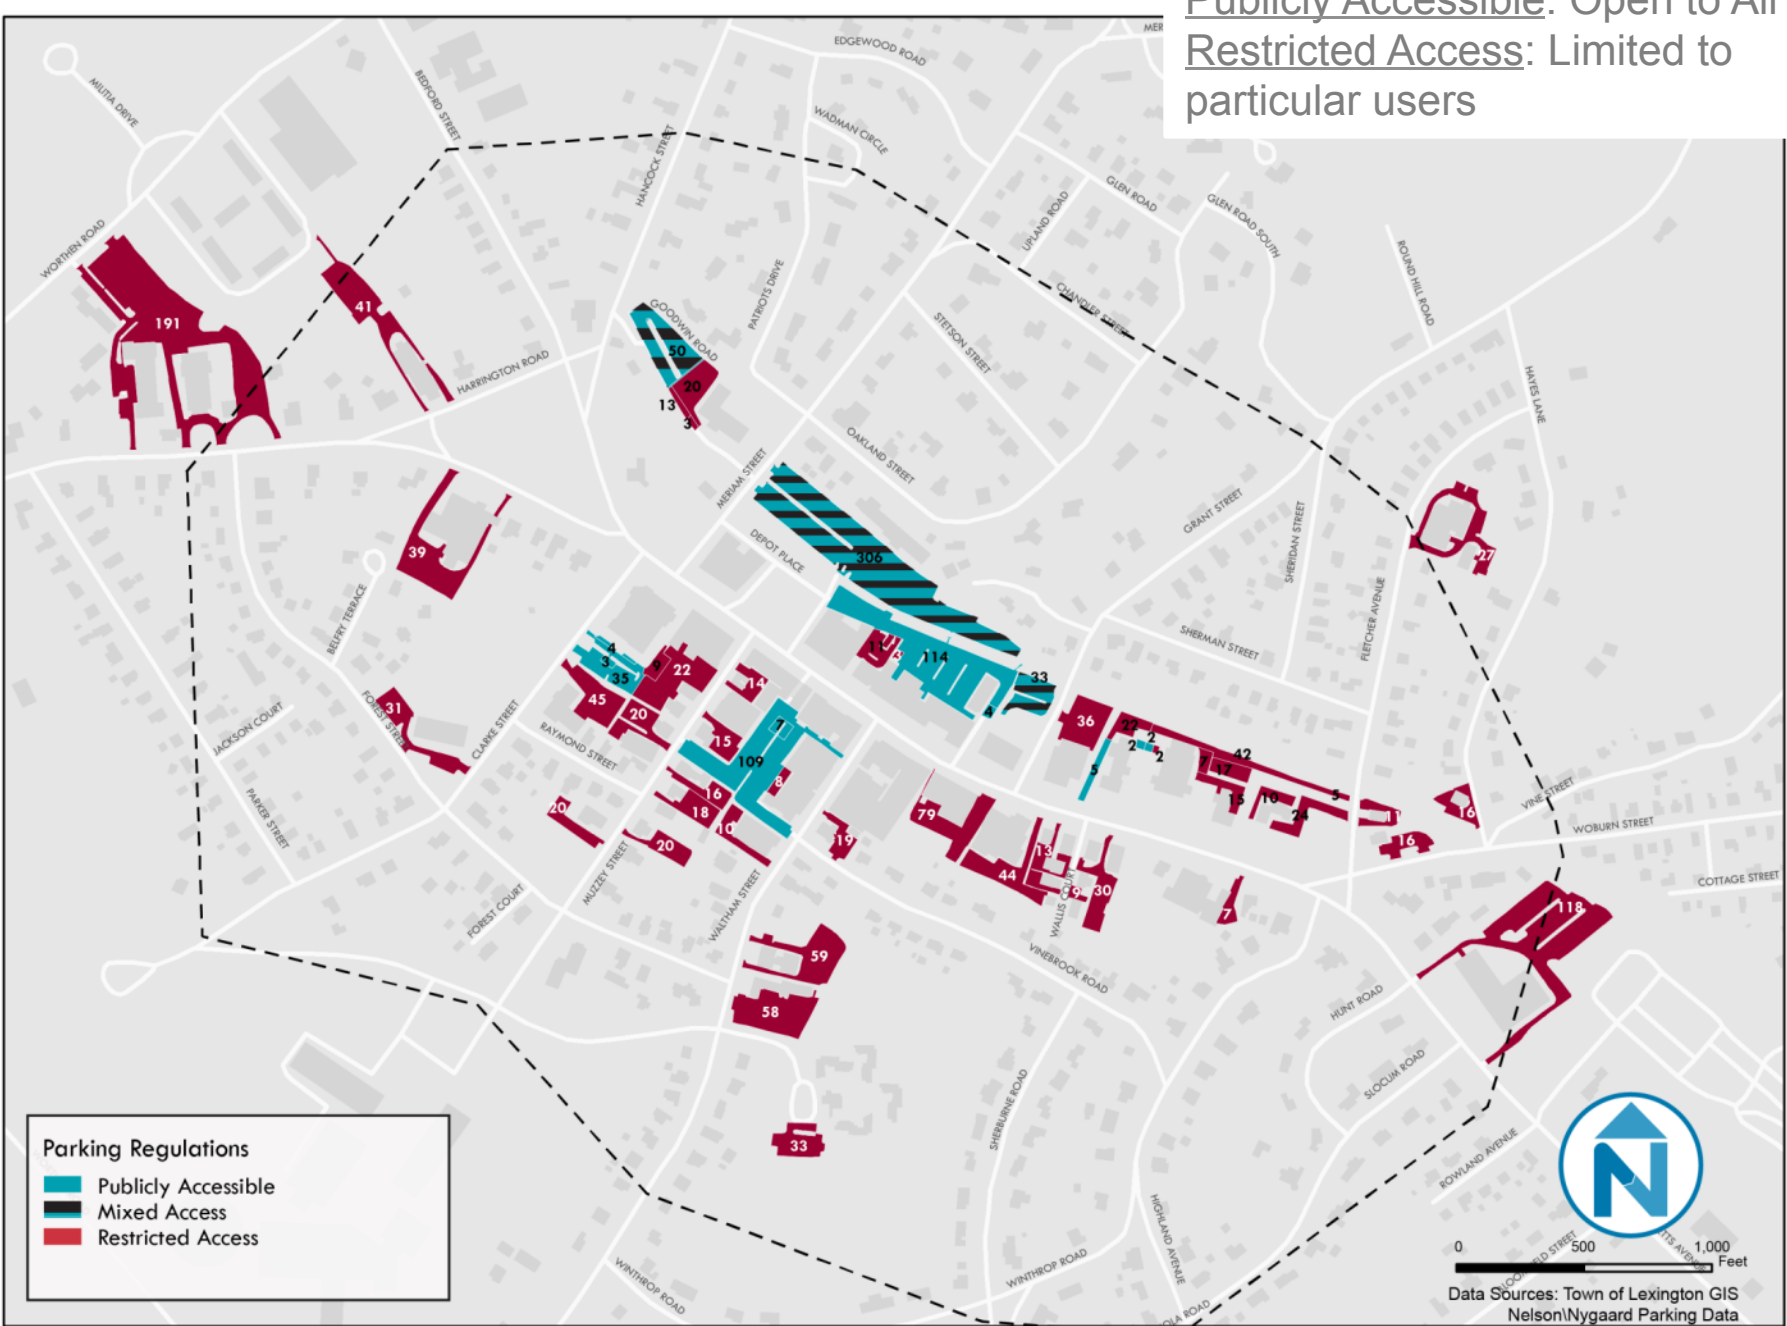 Publicly Accessible: Open to All
Restricted Access: Limited to
particular users
EDGEWOOD ROAD
MILITIA DRIVE
BEDFORD STREET
WADMAN CIRCLE
HANCOCK STREET
GLEN ROAD
UPLAND ROAD
GLEN ROAD SOUTH
WORTHEN ROAD
ROUND HILL ROAD
PATRIOTS DRIVE
CHANDLER STREET
191
41
GOODWIN ROAD
STETSON STREET
50
HARRINGTON ROAD
20
13
3
HAYES LANE
OAKLAND STREET
MERIAM STREET
GRANT STREET
SHERIDAN STREET
DEPOT PLACE
306
39
27
BELFRY TERRACE
FLETCHER AVENUE
SHERMAN STREET
4
3
35
9
22
11
114
33
4
14
45
20
31
FOREST STREET
JACKSON COURT
CLARKE STREET
RAYMOND STREET
15
7
109
8
36
22
2
2
2
5
42
7
17
15
10
24
5
11
16
16
VINE STREET
WOBURN STREET
COTTAGE STREET
PARKER STREET
16
18
10
20
20
19
79
13
44
9
30
7
WALLIS COURT
118
MUZZEY STREET
FOREST COURT
WALTHAM STREET
59
58
VINEBROOK ROAD
HUNT ROAD
SLOCUM ROAD
33
SHERBURNE ROAD
ROWLAND AVENUE
HIGHLAND AVENUE
WINTHROP ROAD
WINTHROP ROAD
Parking Regulations
Publicly Accessible
Mixed Access
Restricted Access
N
0 500 1,000
Feet
Data Sources: Town of Lexington GIS
Nelson\Nygaard Parking Data